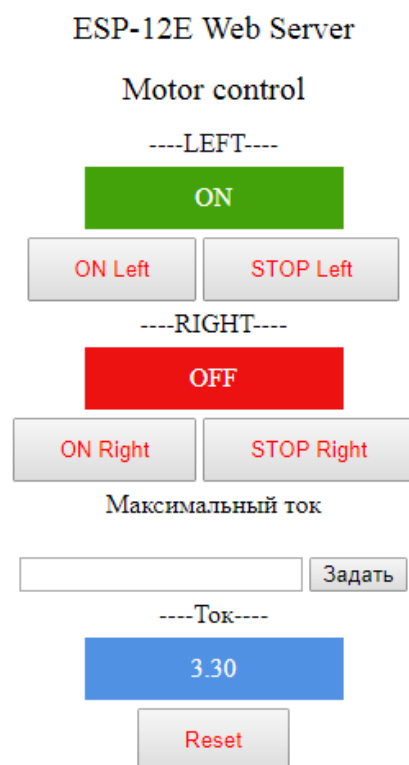 ESP-12E Web Server
Motor control
----LEFT----
ON
ON Left STOP Left
----RIGHT----
OFF
ON Right STOP Right
Максимальный ток
Задать
----Ток----
3.30
Reset